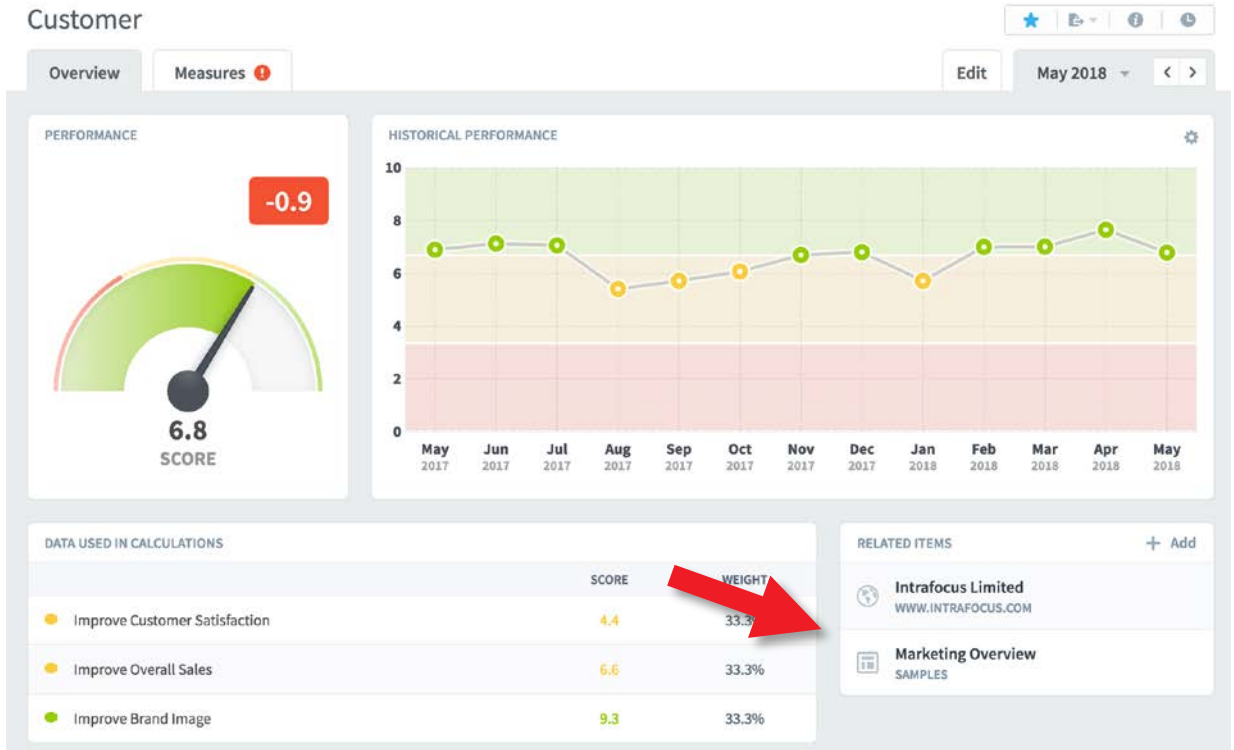 Customer
Overview
Measures
Edit
May 2018
PERFORMANCE
-0.9
6.8
SCORE
HISTORICAL PERFORMANCE
10
8
6
4
2
0
May Jun Jul Aug Sep Oct Nov Dec Jan Feb Mar Apr May
2017 2017 2017 2017 2017 2017 2017 2017 2018 2018 2018 2018 2018
DATA USED IN CALCULATIONS
SCORE WEIGHT
Improve Customer Satisfaction 4.4 33.3%
Improve Overall Sales 6.6 33.3%
Improve Brand Image 9.3 33.3%
RELATED ITEMS
+ Add
Intrafocus Limited
WWW.INTRAFOCUS.COM
Marketing Overview
SAMPLES